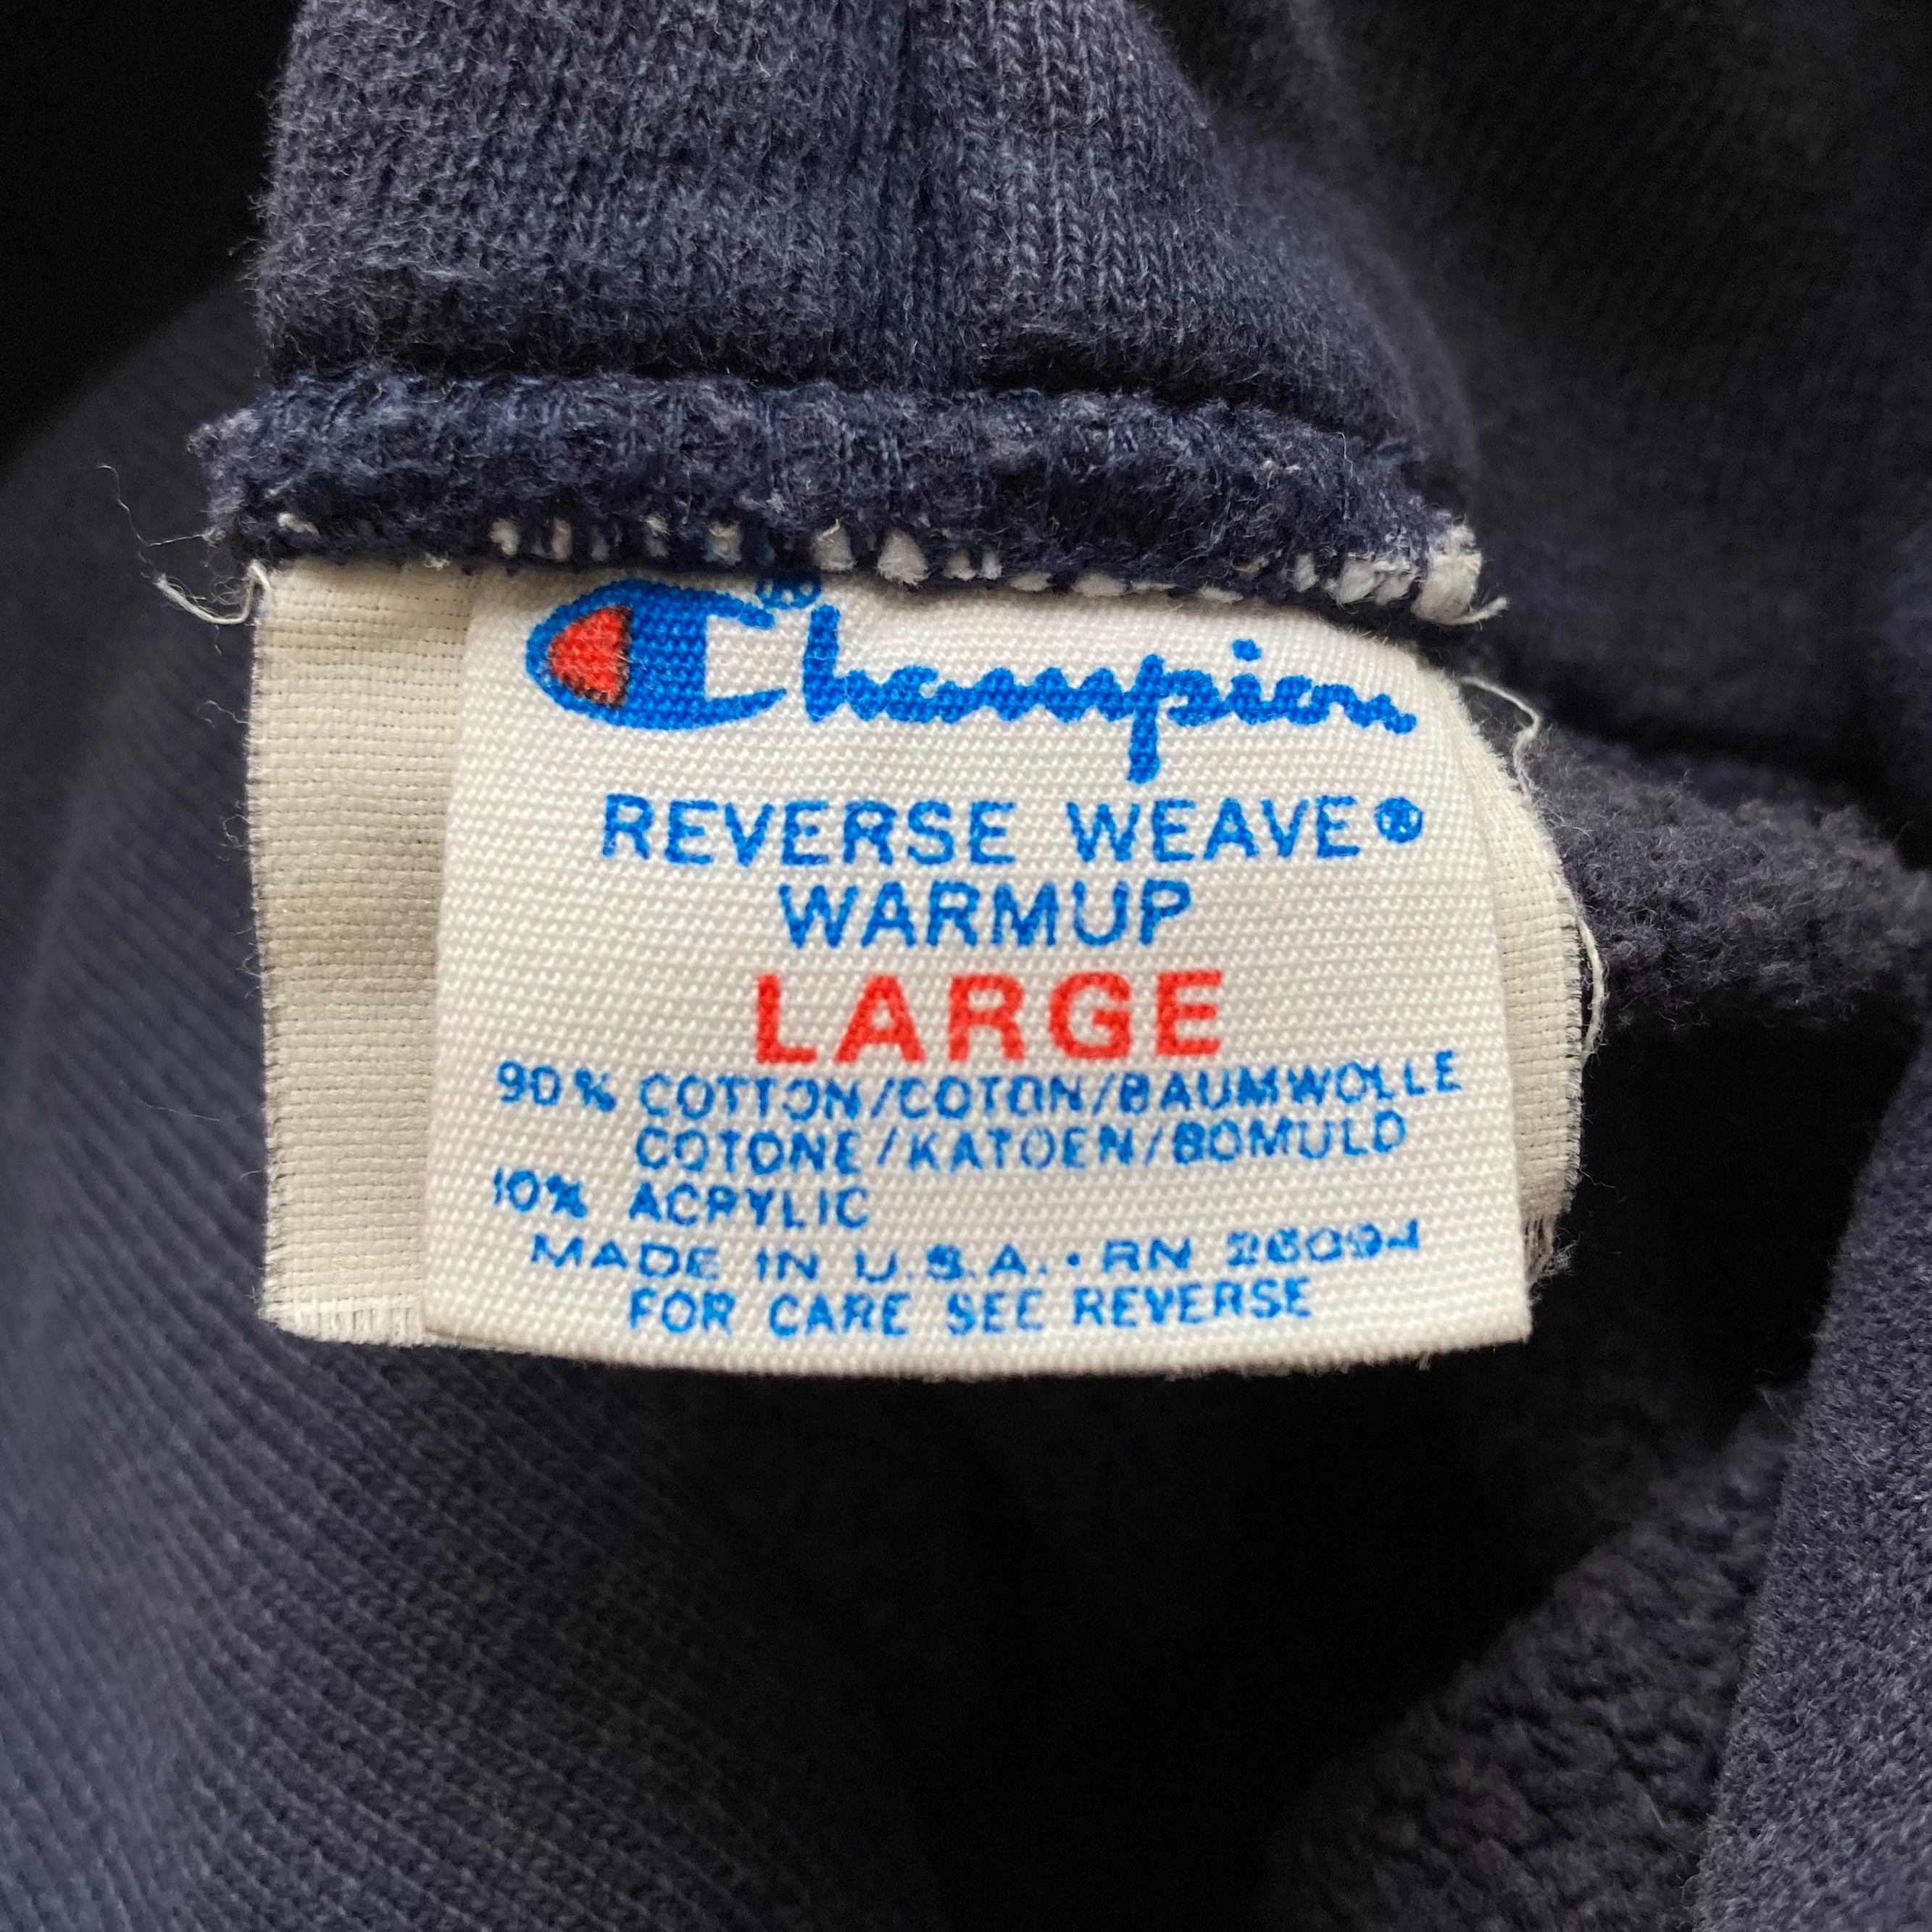 Champion®
REVERSE WEAVE®
WARMUP
LARGE
90% COTTON/COTON/BAUMWOLLE
COTONE/KATOEN/BOMULD
10% ACRYLIC
MADE IN U.S.A. • RN 26094
FOR CARE SEE REVERSE